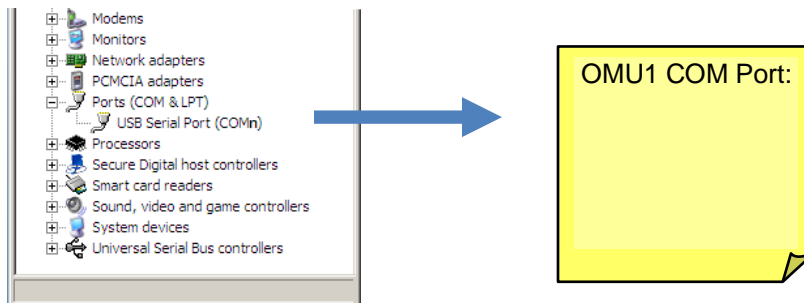 Modems
Monitors
Network adapters
PCMCIA adapters
Ports (COM & LPT)
USB Serial Port (COMn)
Processors
Secure Digital host controllers
Smart card readers
Sound, video and game controllers
System devices
Universal Serial Bus controllers
OMU1 COM Port: